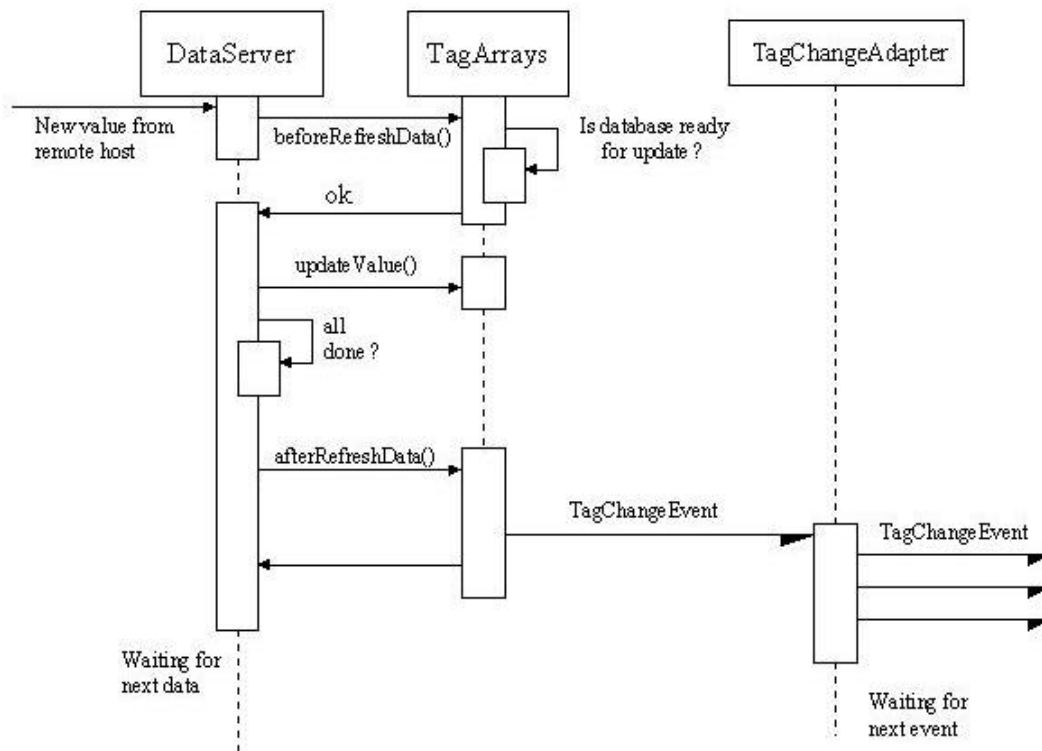 DataServer
TagArrays
TagChangeAdapter
New value from
remote host
beforeRefreshData()
Is database ready
for update ?
ok
updateValue()
all
done ?
afterRefreshData()
TagChangeEvent
TagChangeEvent
Waiting for
next data
Waiting for
next event